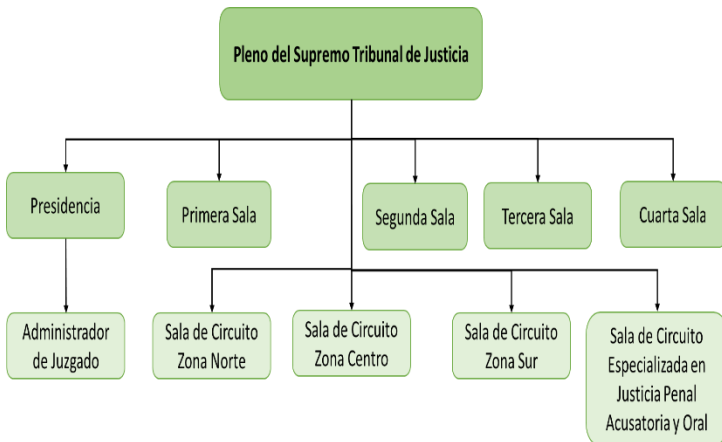 Pleno del Supremo Tribunal de Justicia
Presidencia
Primera Sala
Segunda Sala
Tercera Sala
Cuarta Sala
Administrador
de Juzgado
Sala de Circuito
Zona Norte
Sala de Circuito
Zona Centro
Sala de Circuito
Zona Sur
Sala de Circuito
Especializada en
Justicia Penal
Acusatoria y Oral